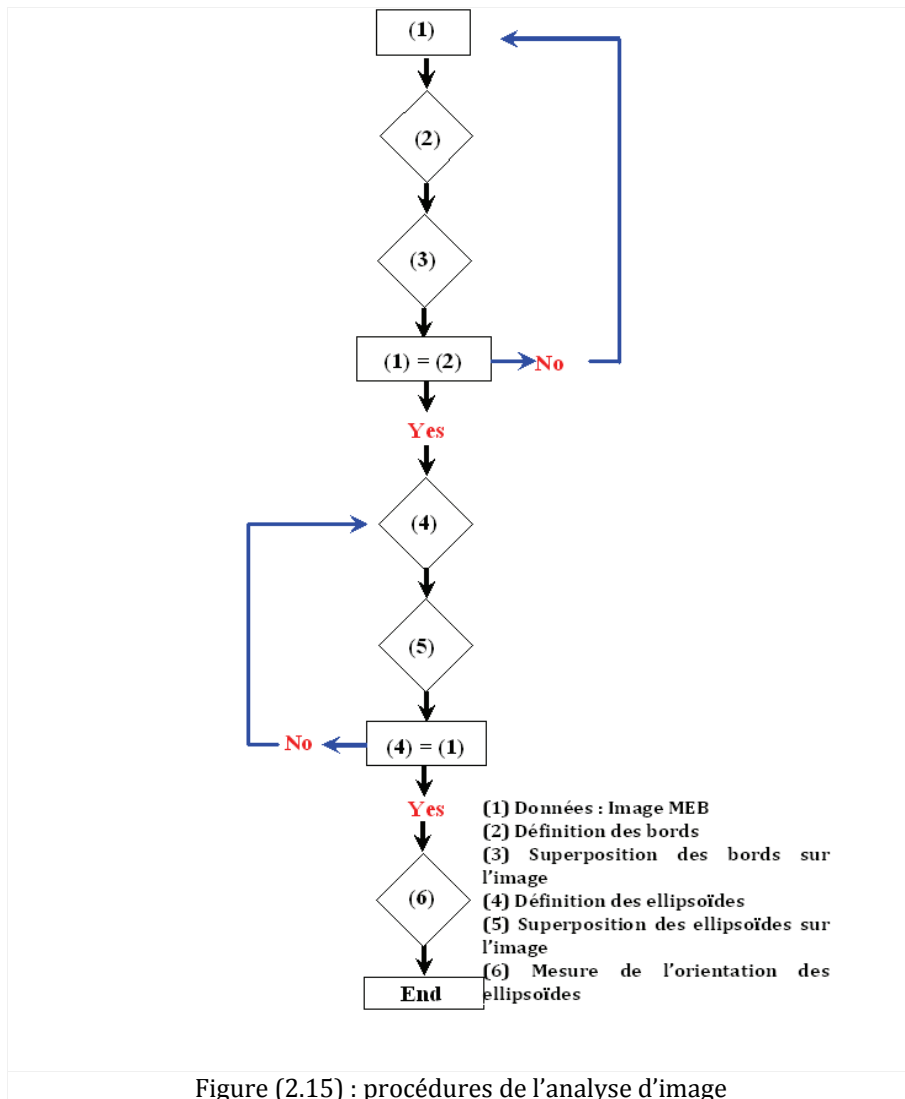 (1)
(2)
(3)
(1) = (2)
No
Yes
(4)
(5)
No
(4) = (1)
Yes
(1) Données : Image MEB
(2) Définition des bords
(3) Superposition des bords sur
l'image
(4) Définition des ellipsoïdes
(5) Superposition des ellipsoïdes sur
l'image
(6) Mesure de l'orientation des
ellipsoïdes
(6)
End
Figure (2.15) : procédures de l'analyse d'image